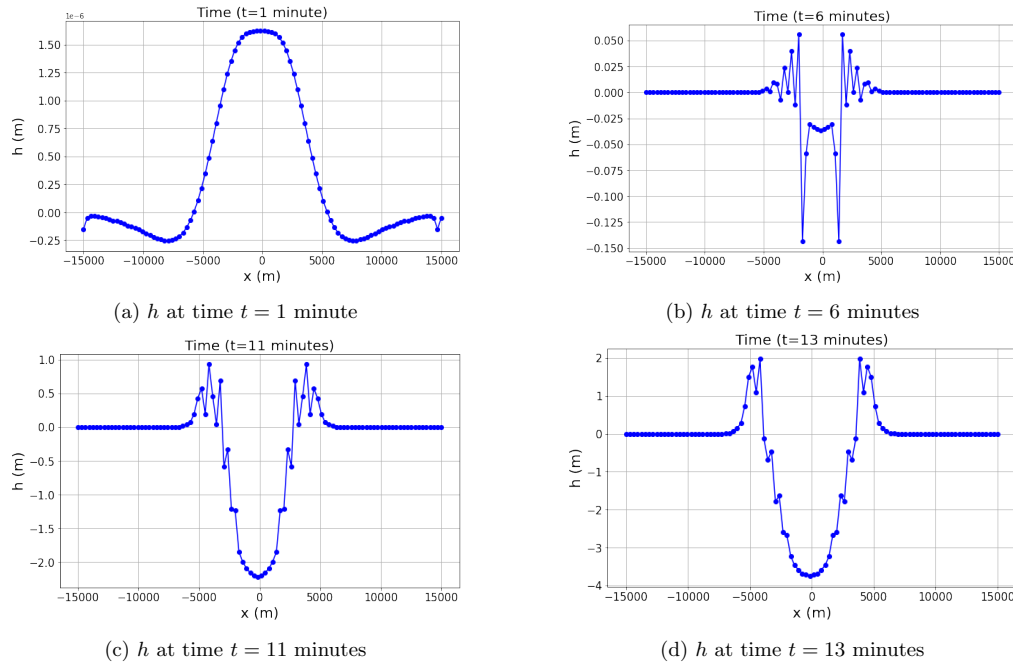 Time (t=1 minute)
1e−6
1.50
1.25
1.00
0.75
0.50
0.25
0.00
−0.25
h (m)
−15000 −10000 −5000 0 5000 10000 15000
x (m)
(a) h at time t = 1 minute
Time (t=6 minutes)
0.050
0.025
0.000
−0.025
−0.050
−0.075
−0.100
−0.125
−0.150
h (m)
−15000 −10000 −5000 0 5000 10000 15000
x (m)
(b) h at time t = 6 minutes
Time (t=11 minutes)
1.0
0.5
0.0
−0.5
−1.0
−1.5
−2.0
h (m)
−15000 −10000 −5000 0 5000 10000 15000
x (m)
(c) h at time t = 11 minutes
Time (t=13 minutes)
2
1
0
−1
−2
−3
−4
h (m)
−15000 −10000 −5000 0 5000 10000 15000
x (m)
(d) h at time t = 13 minutes